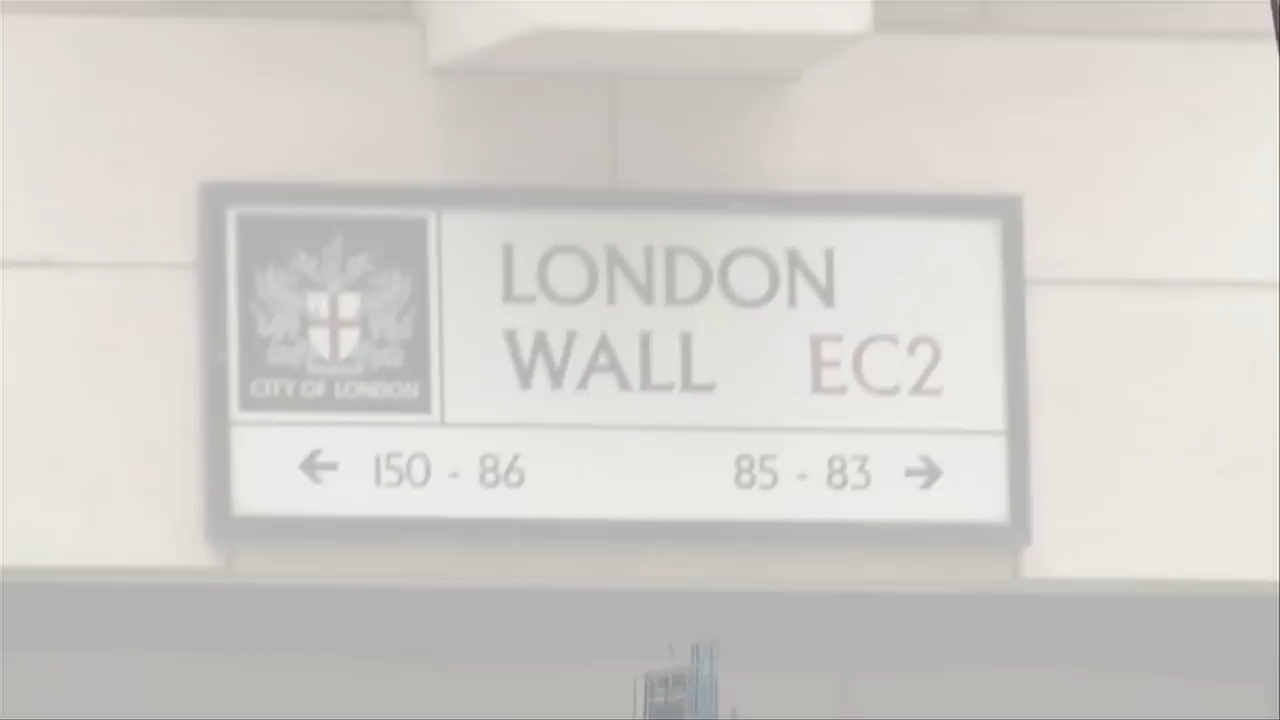 CITY OF LONDON
LONDON
WALL EC2
← 150 - 86
85 - 83 →